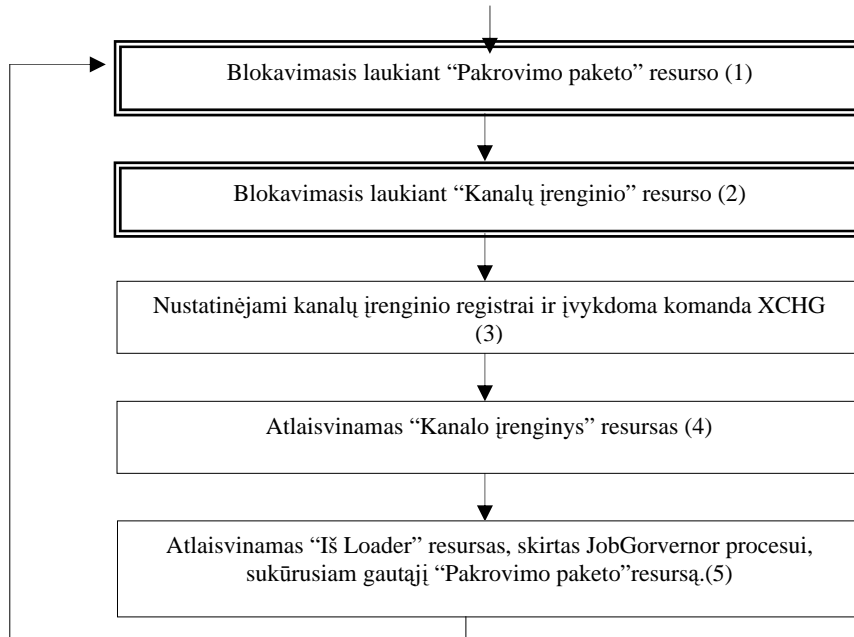 Blokavimasis laukiant “Pakrovimo paketo” resurso (1)
Blokavimasis laukiant “Kanalų įrenginio” resurso (2)
Nustatinėjami kanalų įrenginio registrai ir įvykdoma komanda XCHG
(3)
Atlaisvinamas “Kanalo įrenginys” resursas (4)
Atlaisvinamas “Iš Loader” resursas, skirtas JobGorvernor procesui,
sukūrusiam gautąjį “Pakrovimo paketo”resursą.(5)